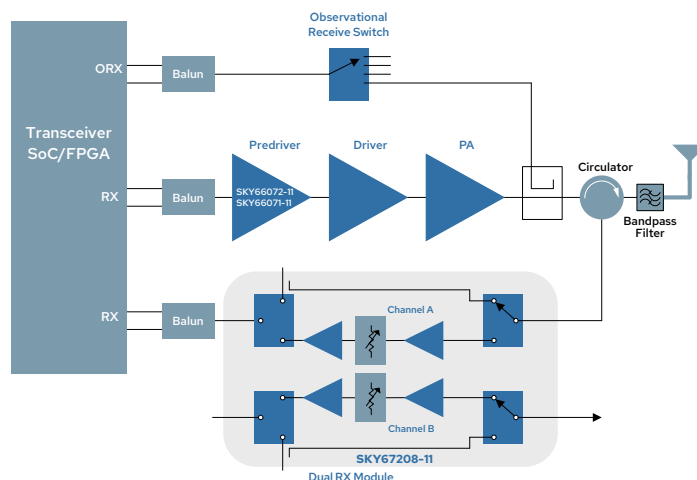 Observational
Receive Switch
ORX
Balun
Transceiver
SoC/FPGA
Predriver
Driver
PA
Circulator
RX
Balun
SKY66072-11
SKY66071-11
Bandpass
Filter
RX
Balun
Channel A
Channel B
SKY67208-11
Dual RX Module